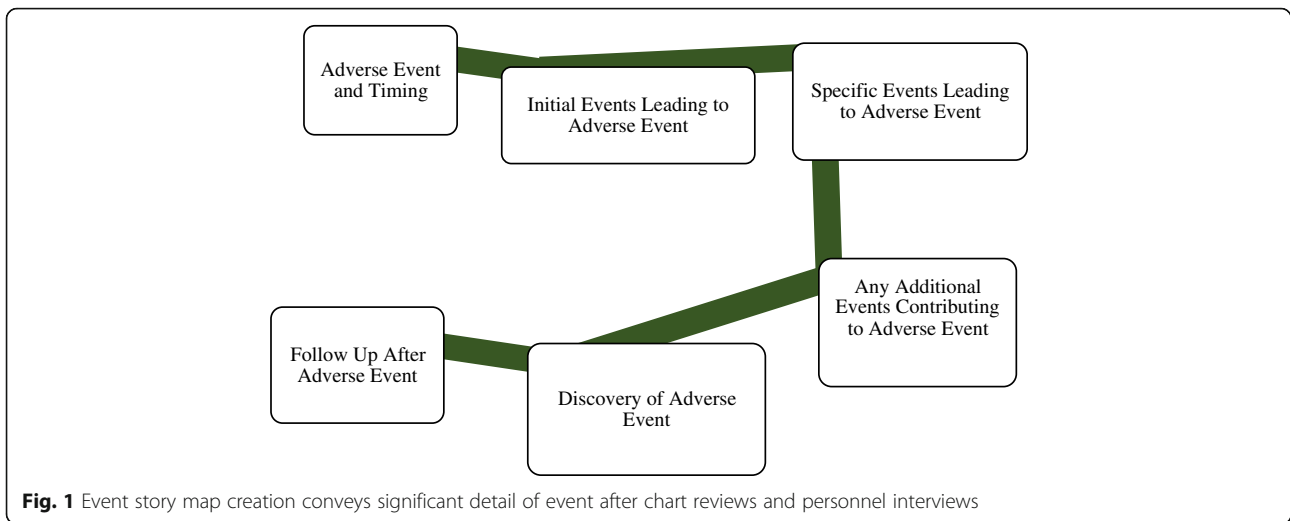 Adverse Event
and Timing
Initial Events Leading to
Adverse Event
Specific Events Leading
to Adverse Event
Any Additional
Events Contributing
to Adverse Event
Discovery of Adverse
Event
Follow Up After
Adverse Event
Fig. 1 Event story map creation conveys significant detail of event after chart reviews and personnel interviews